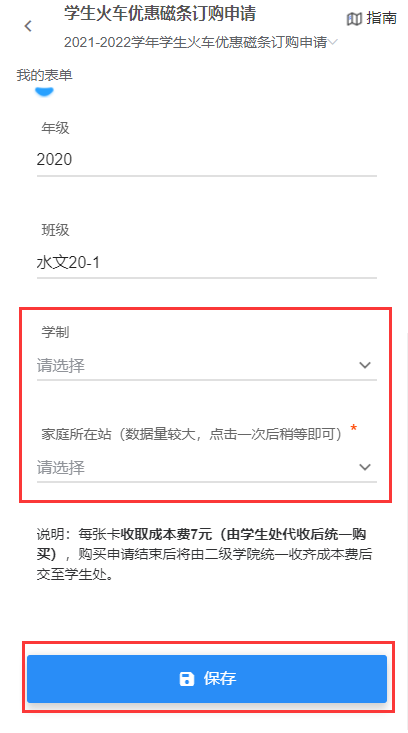 学生火车优惠磁条订购申请
指南
2021-2022学年学生火车优惠磁条订购申请
我的表单
年级
2020
班级
水文20-1
学制
请选择
家庭所在站（数据量较大，点击一次后稍等即可）*
请选择
说明：每张卡收取成本费7元（由学生处代收后统一购
买），购买申请结束后将由二级学院统一收齐成本费后
交至学生处。
保存